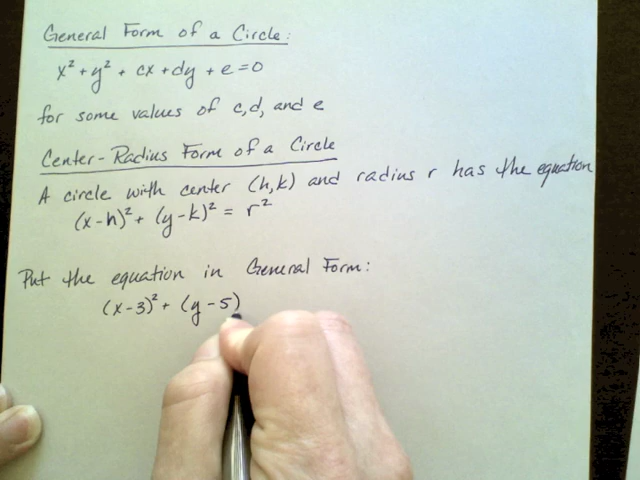 General Form of a Circle:
x² + y² + cx + dy + e = 0
for some values of c, d, and e
Center-Radius Form of a Circle
A circle with center (h, k) and radius r has the equation
(x-h)² + (y-k)² = r²
Put the equation in General Form:
(x-3)² + (y-5)